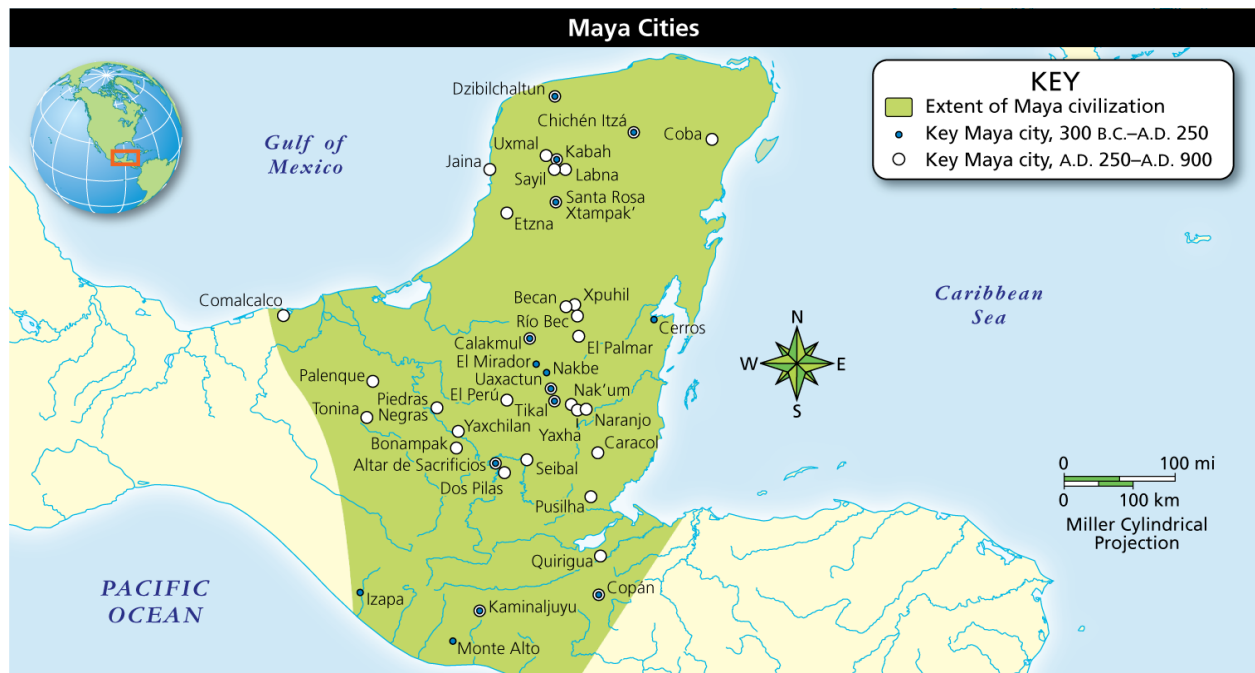 Maya Cities
KEY
Extent of Maya civilization
Key Maya city, 300 B.C.–A.D. 250
Key Maya city, A.D. 250–A.D. 900
Gulf of
Mexico
Dzibilchaltun
Chichén Itzá
Coba
Uxmal
Kabah
Jaina
Sayil
Labna
Santa Rosa
Xtampak’
Etzna
Comalcalco
Becan
Xpuhil
Río Bec
Cerros
Calakmul
El Palmar
El Mirador
Nakbe
Uaxactun
Palenque
El Perú
Nak’um
Tonina
Piedras
Negras
Tikal
Naranjo
Yaxchilan
Yaxha
Bonampak
Caracol
Altar de Sacrificios
Seibal
Dos Pilas
Pusilha
Quirigua
Izapa
Copán
Kaminaljuyu
Monte Alto
Caribbean
Sea
N
W E
S
PACIFIC
OCEAN
0 100 mi
0 100 km
Miller Cylindrical
Projection